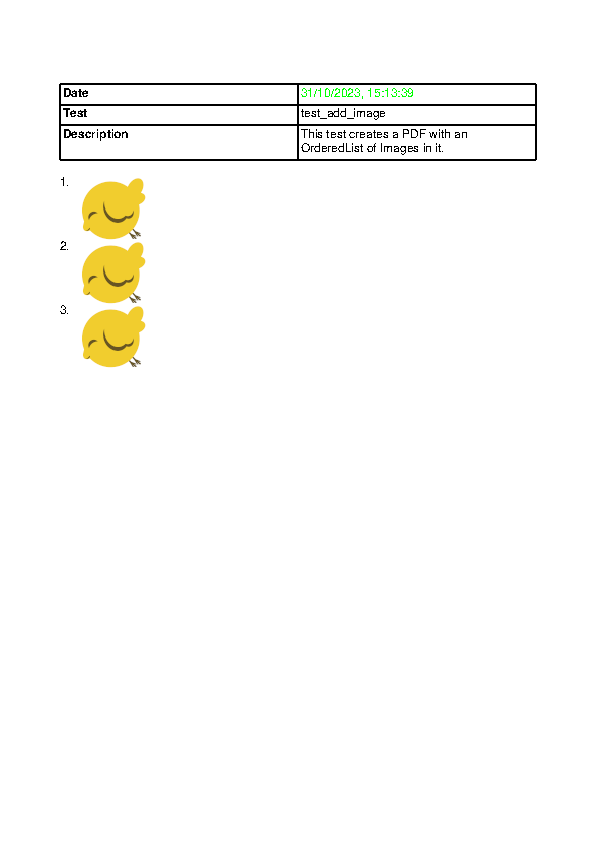 Date 31/10/2023, 15:13:39
Test test_add_image
Description This test creates a PDF with an
OrderedList of Images in it.
1.
2.
3.